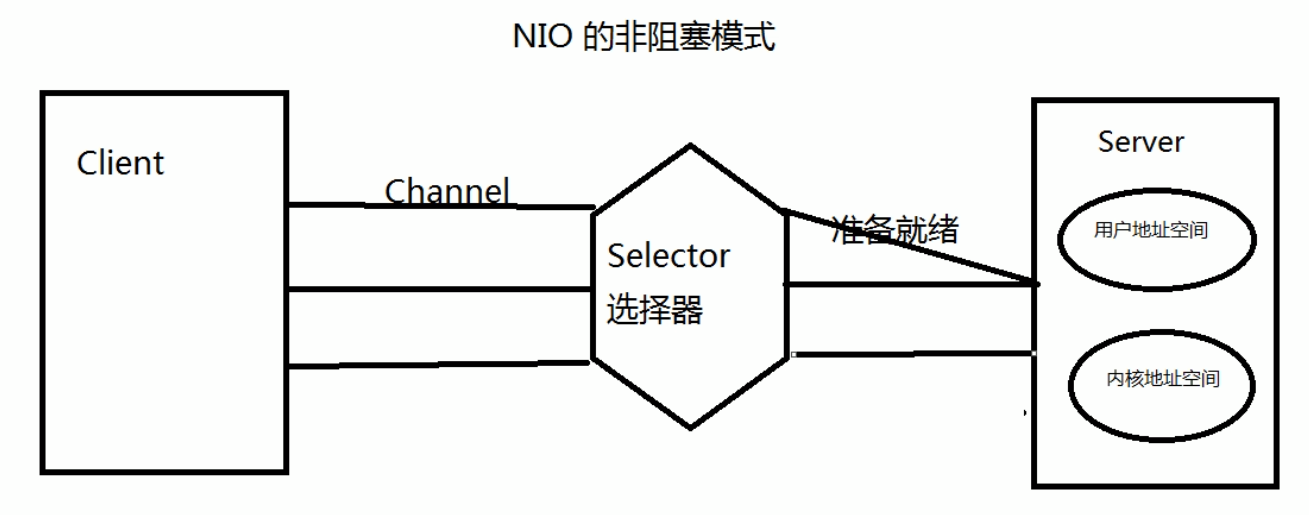 NIO 的非阻塞模式
Client
Channel
Selector
选择器
准备就绪
Server
用户地址空间
内核地址空间